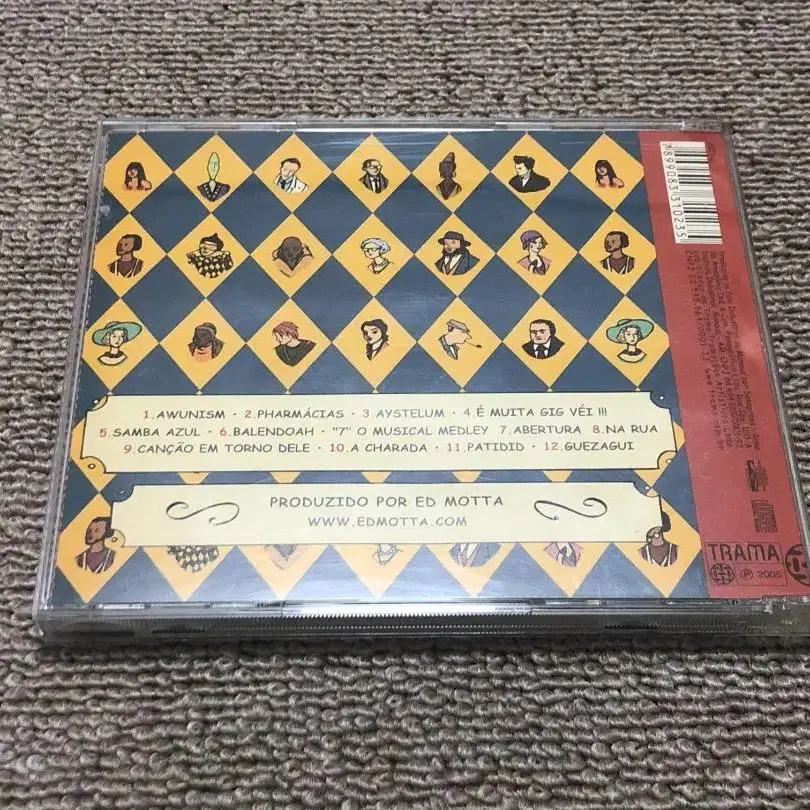 1.AWUNISM · 2.PHARMÁCIAS · 3.AYSTELUM · 4.É MUITA GIG VÉI !!!
5.SAMBA AZUL · 6.BALENDOAH · "7" O MUSICAL MEDLEY 7.ABERTURA 8.NA RUA
9.CANÇÃO EM TORNO DELE · 10.A CHARADA · 11.PATIDID · 12.GUEZAGUI
PRODUZIDO POR ED MOTTA
WWW.EDMOTTA.COM
7899083310235
TRAMA
℗ 2005